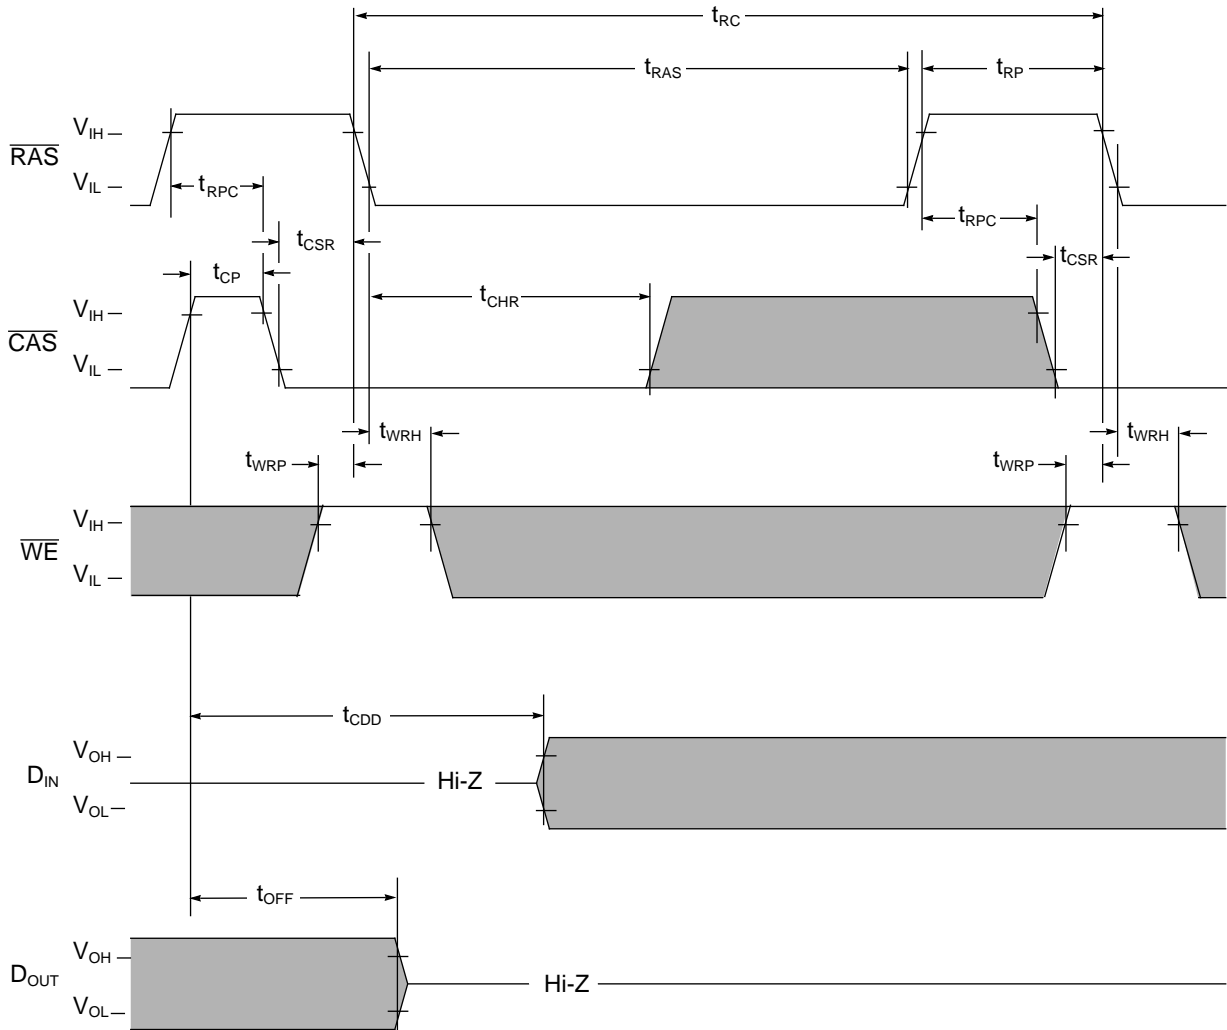 tRC
tRAS
tRP
RAS
VIH
VIL
tRPC
tRPC
tCSR
tCSR
tCP
tCHR
CAS
VIH
VIL
tWRH
tWRH
tWRP
tWRP
WE
VIH
VIL
tCDD
DIN
VOH
Hi-Z
VOL
tOFF
DOUT
VOH
Hi-Z
VOL